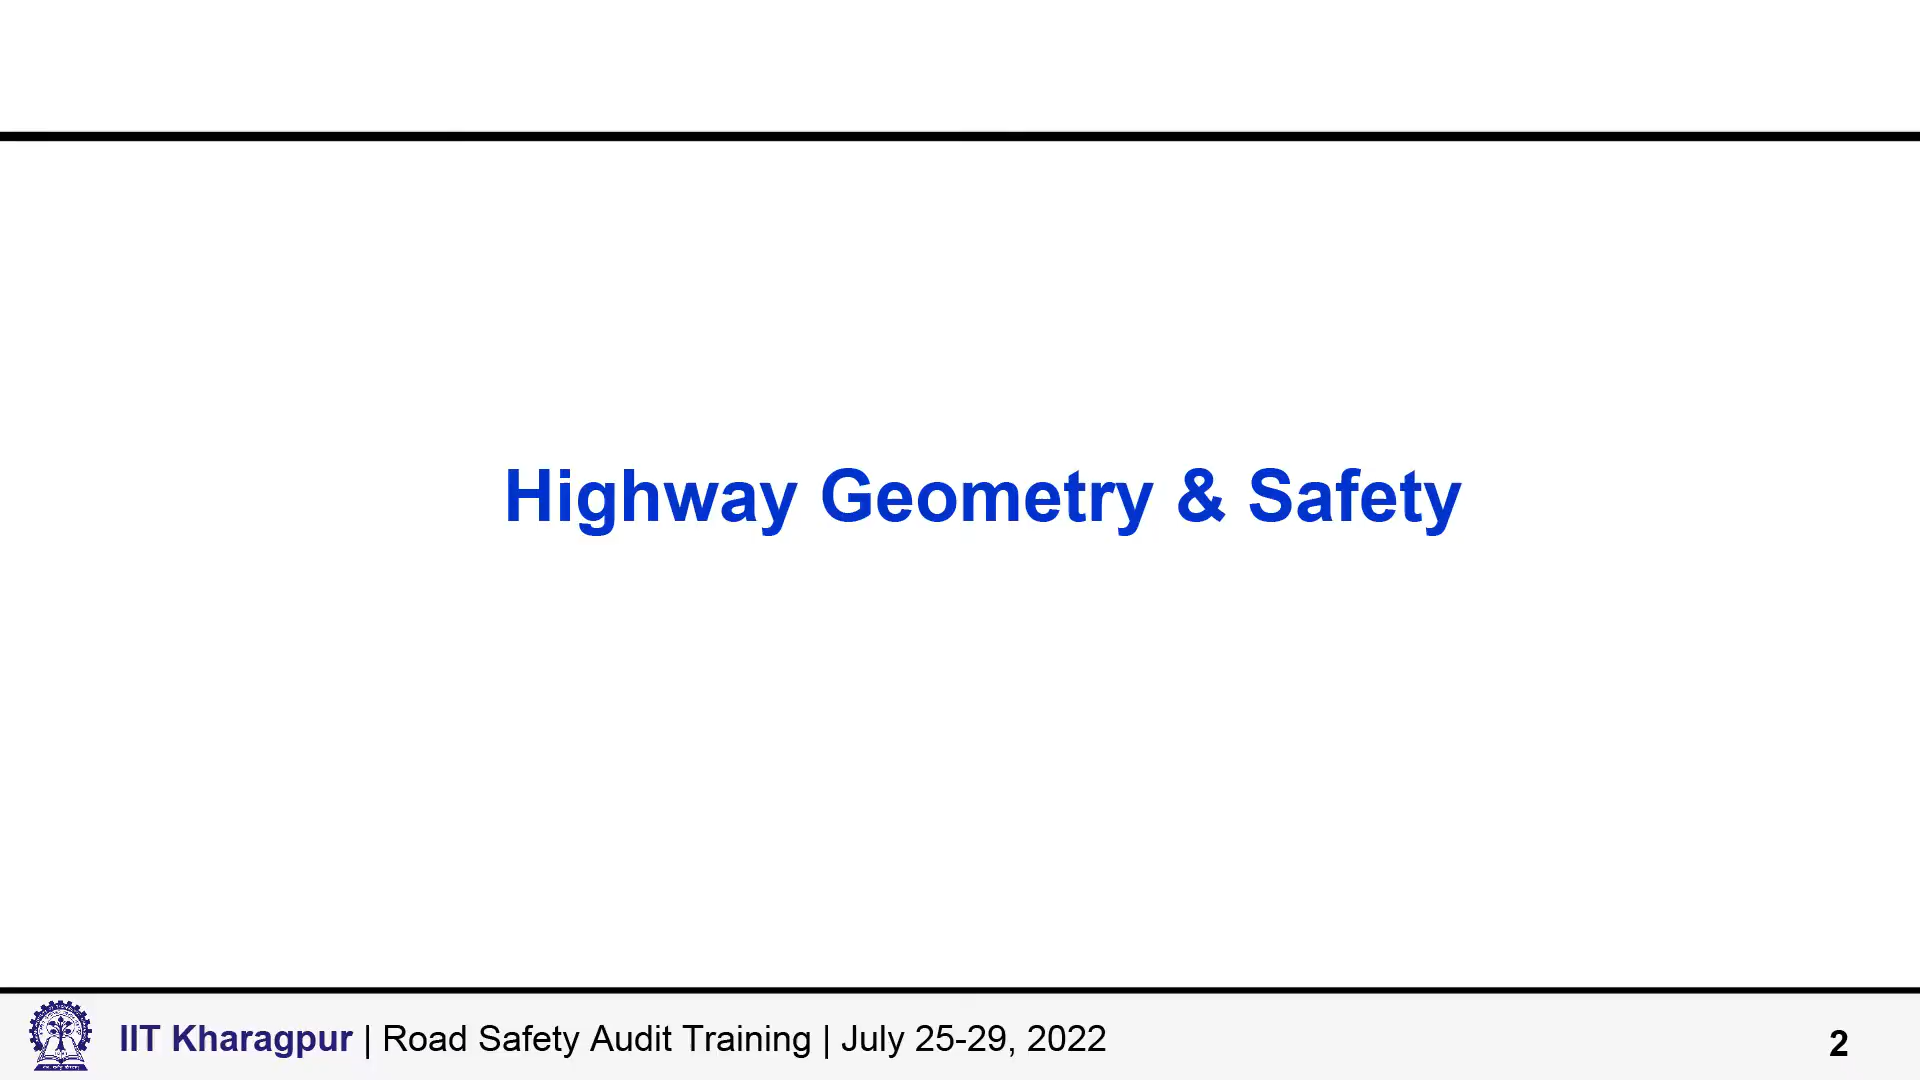 Highway Geometry & Safety
IIT Kharagpur | Road Safety Audit Training | July 25-29, 2022
2